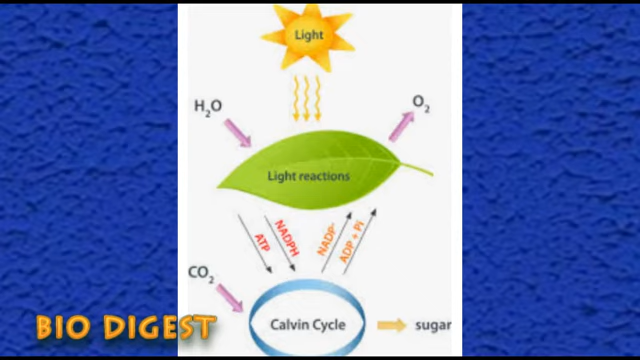 Light
H₂O
O₂
Light reactions
ATP
NADPH
NADP⁺
ADP + Pi
CO₂
Calvin Cycle
sugar
BIO DIGEST